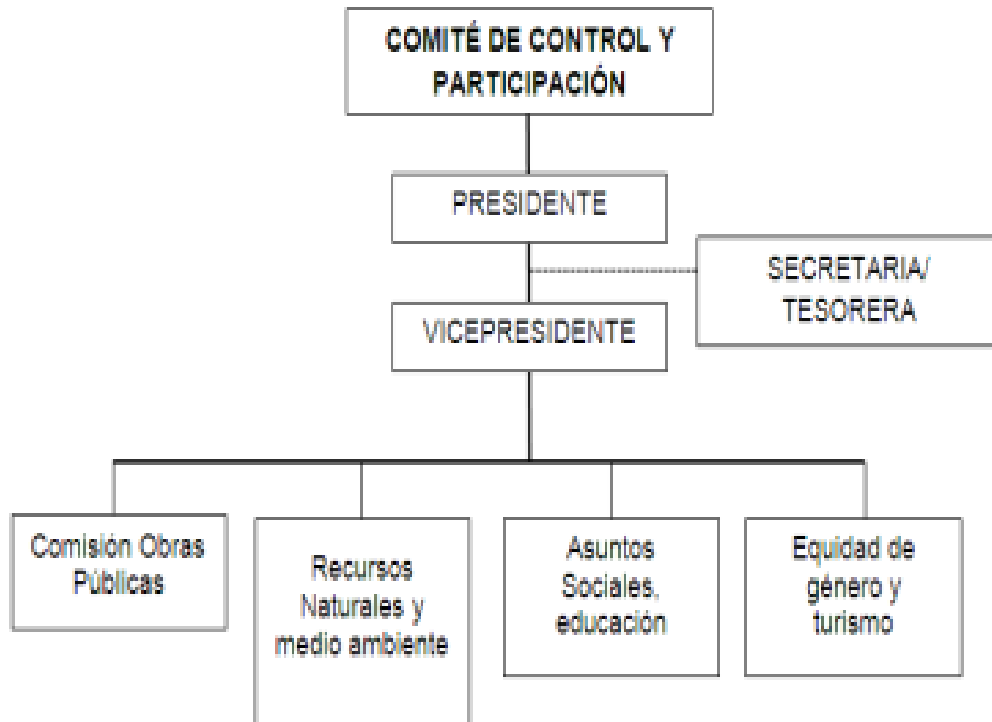 COMITÉ DE CONTROL Y
PARTICIPACIÓN
PRESIDENTE
SECRETARIA/
TESORERA
VICEPRESIDENTE
Comisión Obras
Públicas
Recursos
Naturales y
medio ambiente
Asuntos
Sociales,
educación
Equidad de
género y
turismo